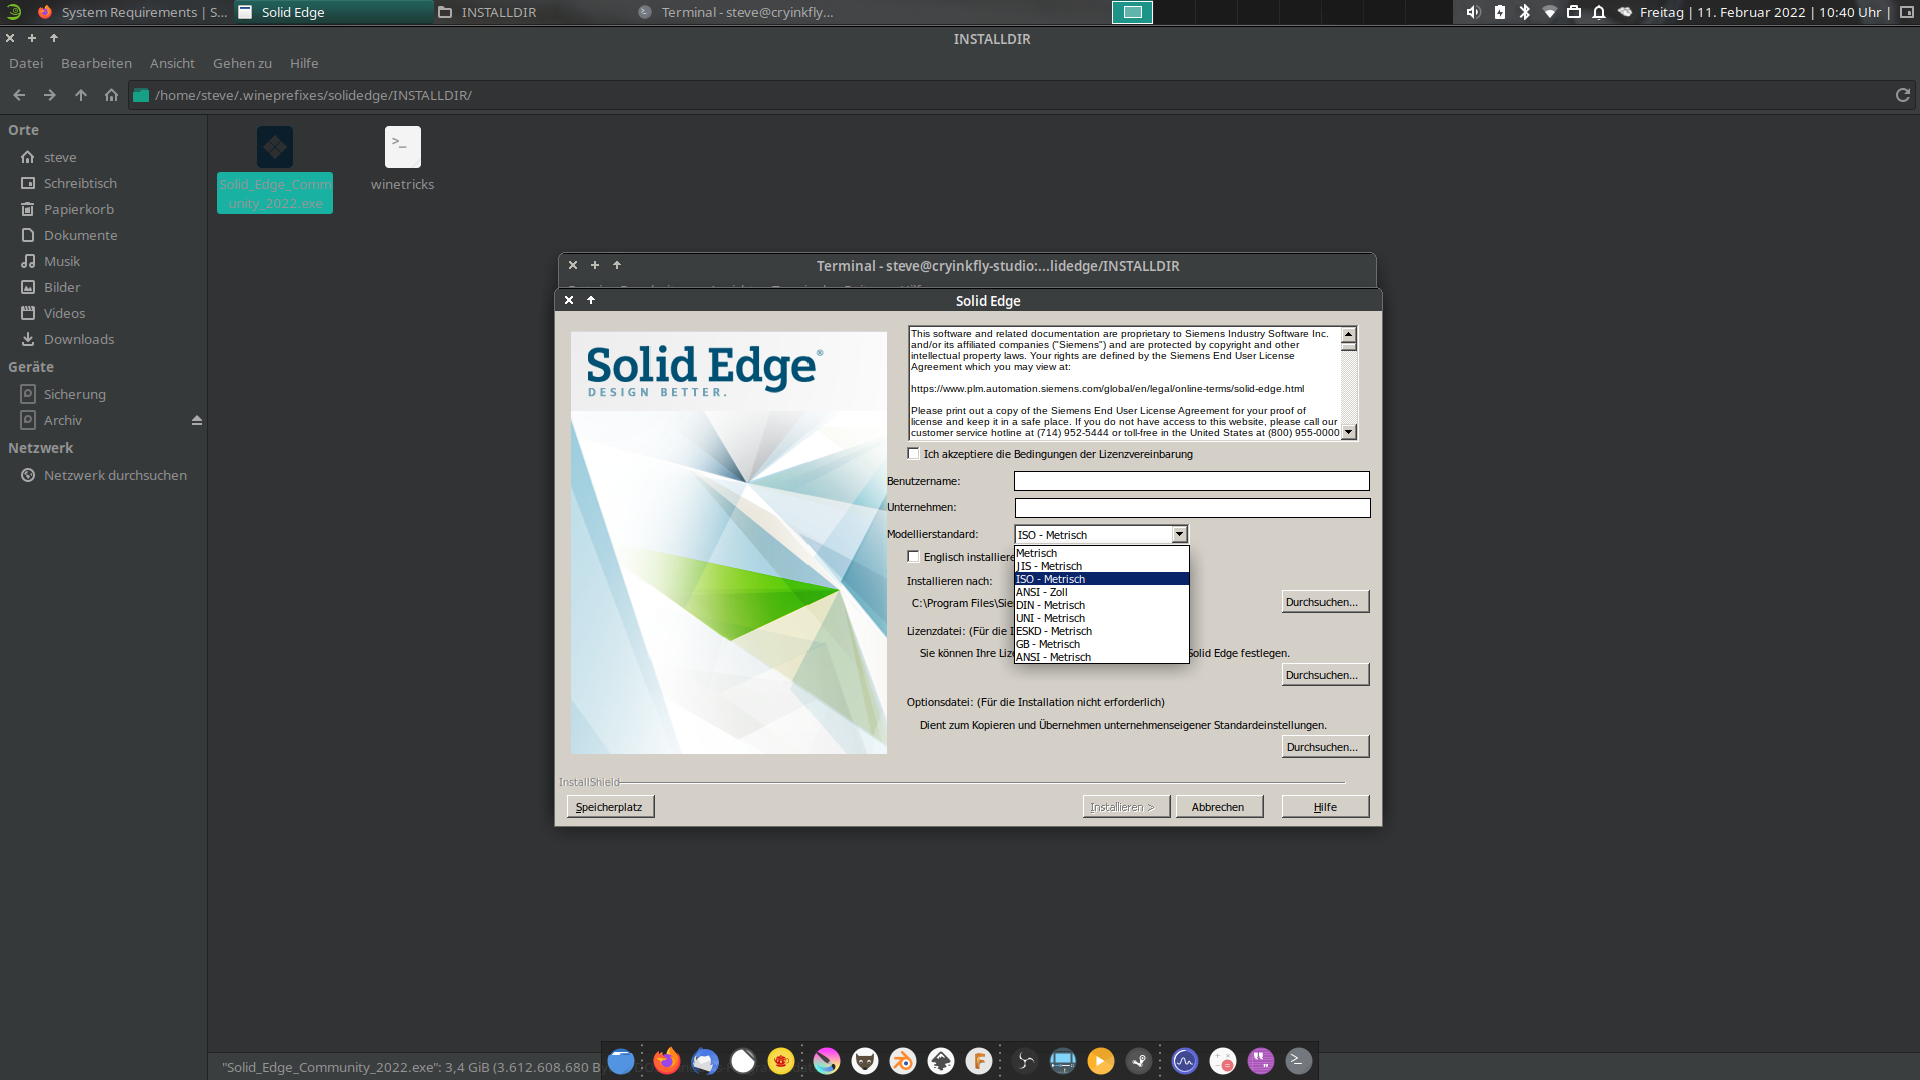 System Requirements | S...
Solid Edge
INSTALLDIR
Terminal - steve@cryinkfly...
Freitag | 11. Februar 2022 | 10:40 Uhr |
INSTALLDIR
Datei Bearbeiten Ansicht Gehen zu Hilfe
/home/steve/.wineprefixes/solidedge/INSTALLDIR/
Orte
steve
Schreibtisch
Papierkorb
Dokumente
Musik
Bilder
Videos
Downloads
Geräte
Sicherung
Archiv
Netzwerk
Netzwerk durchsuchen
Solid_Edge_Comm
unity_2022.exe
winetricks
Terminal - steve@cryinkfly-studio:...lidedge/INSTALLDIR
Solid Edge
Solid Edge®
DESIGN BETTER.
This software and related documentation are proprietary to Siemens Industry Software Inc.
and/or its affiliated companies ("Siemens") and are protected by copyright and other
intellectual property laws. Your rights are defined by the Siemens End User License
Agreement which you may view at:
https://www.plm.automation.siemens.com/global/en/legal/online-terms/solid-edge.html
Please print out a copy of the Siemens End User License Agreement for your proof of
license and keep it in a safe place. If you do not have access to this website, please call our
customer service hotline at (714) 952-5444 or toll-free in the United States at (800) 955-0000
Ich akzeptiere die Bedingungen der Lizenzvereinbarung
Benutzername:
Unternehmen:
Modellierstandard:
ISO - Metrisch
Metrisch
JIS - Metrisch
ISO - Metrisch
ANSI - Zoll
DIN - Metrisch
UNI - Metrisch
ESKD - Metrisch
GB - Metrisch
ANSI - Metrisch
Englisch installiere
Installieren nach:
C:\Program Files\Sie
Durchsuchen...
Lizenzdatei: (Für die I
Sie können Ihre Liz
Solid Edge festlegen.
Durchsuchen...
Optionsdatei: (Für die Installation nicht erforderlich)
Dient zum Kopieren und Übernehmen unternehmenseigener Standardeinstellungen.
Durchsuchen...
InstallShield
Speicherplatz
Installieren >
Abbrechen
Hilfe
"Solid_Edge_Community_2022.exe": 3,4 GiB (3.612.608.680 B